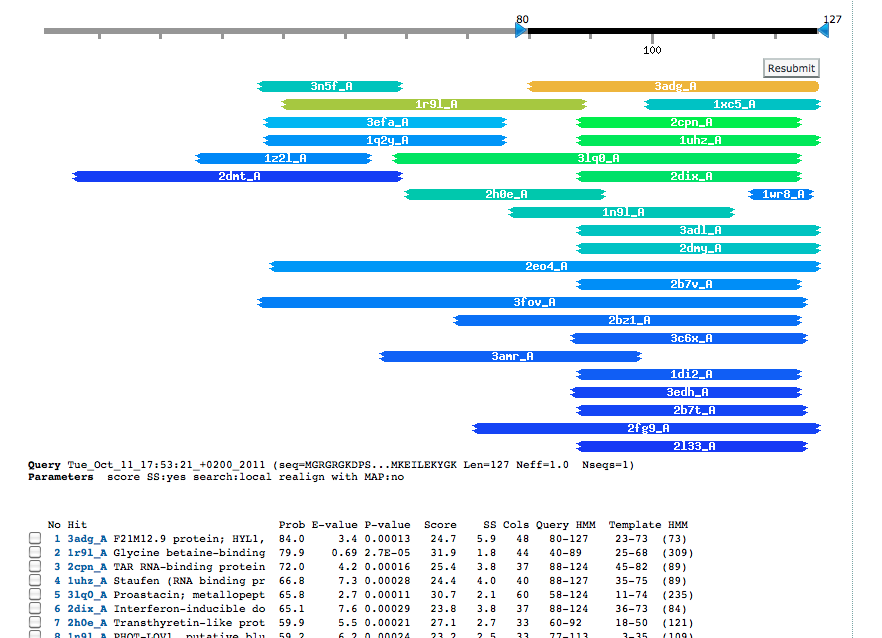 80 127
100
Resubmit
3n5f_A 3adg_A
1r9l_A 1xc5_A
3efa_A 2cpn_A
1q2y_A 1uhz_A
1z2l_A 3lq0_A
2dmt_A 2dix_A
2h0e_A 1wr8_A
1n9l_A
3adl_A
2dmy_A
2eo4_A
2b7v_A
3fov_A
2bz1_A
3c6x_A
3amr_A
1di2_A
3edh_A
2b7t_A
2fg9_A
2l33_A
Query Tue_Oct_11_17:53:21_+0200_2011 (seq=MGRGRGKDPS...MKEILEKYGK Len=127 Neff=1.0 Nseqs=1)
Parameters score SS:yes search:local realign with MAP:no
No Hit Prob E-value P-value Score SS Cols Query HMM Template HMM
1 3adg_A F21M12.9 protein; HYL1, 84.0 3.4 0.00013 24.7 5.9 48 80-127 23-73 (73)
2 1r9l_A Glycine betaine-binding 79.9 0.69 2.7E-05 31.9 1.8 44 40-89 25-68 (309)
3 2cpn_A TAR RNA-binding protein 72.0 4.2 0.00016 25.4 3.8 37 88-124 45-82 (89)
4 1uhz_A Staufen (RNA binding pr 66.8 7.3 0.00028 24.4 4.0 40 88-127 35-75 (89)
5 3lq0_A Proastacin; metallopept 65.8 2.7 0.00011 30.7 2.1 60 58-124 11-74 (235)
6 2dix_A Interferon-inducible do 65.1 7.6 0.00029 23.8 3.8 37 88-124 36-73 (84)
7 2h0e_A Transthyretin-like prot 59.9 5.5 0.00021 27.1 2.7 33 60-92 18-50 (121)
8 1n9l_A PHOT-LOV1, putative blu 59.2 6.2 0.00024 23.2 2.5 33 77-113 3-35 (109)